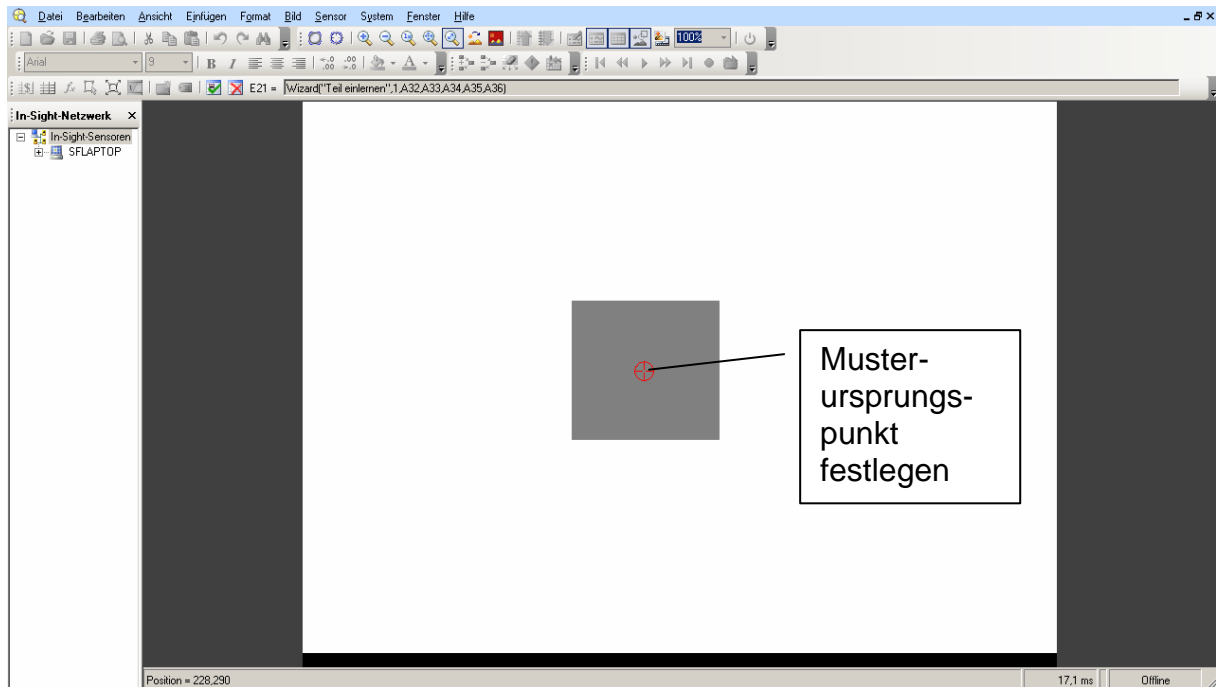 Datei Bearbeiten Ansicht Einfügen Format Bild Sensor System Fenster Hilfe
100%
Arial 9 B I A
E21 = Wizard("Teil einlernen",1,A32,A33,A34,A35,A36)
In-Sight-Netzwerk
In-Sight-Sensoren
SFLAPTOP
Muster-
ursprungs-
punkt
festlegen
Position = 228,290 17,1 ms Offline